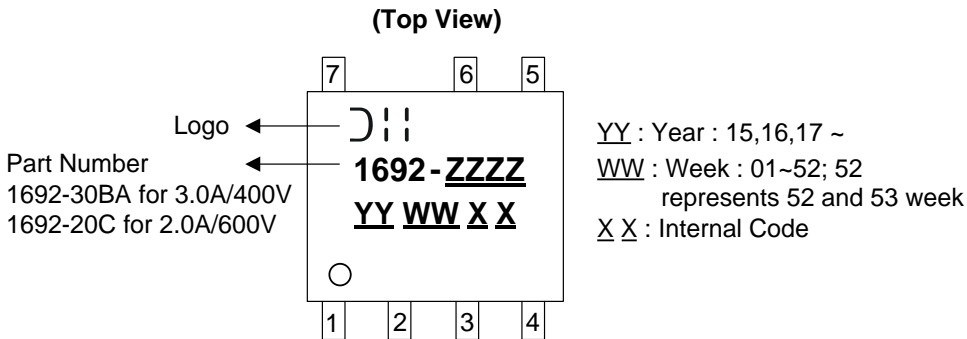 (Top View)
7 6 5
Logo
Part Number
1692-30BA for 3.0A/400V
1692-20C for 2.0A/600V
1692-ZZZZ
YY WW X X
YY : Year : 15,16,17 ~
WW : Week : 01~52; 52
represents 52 and 53 week
X X : Internal Code
1 2 3 4